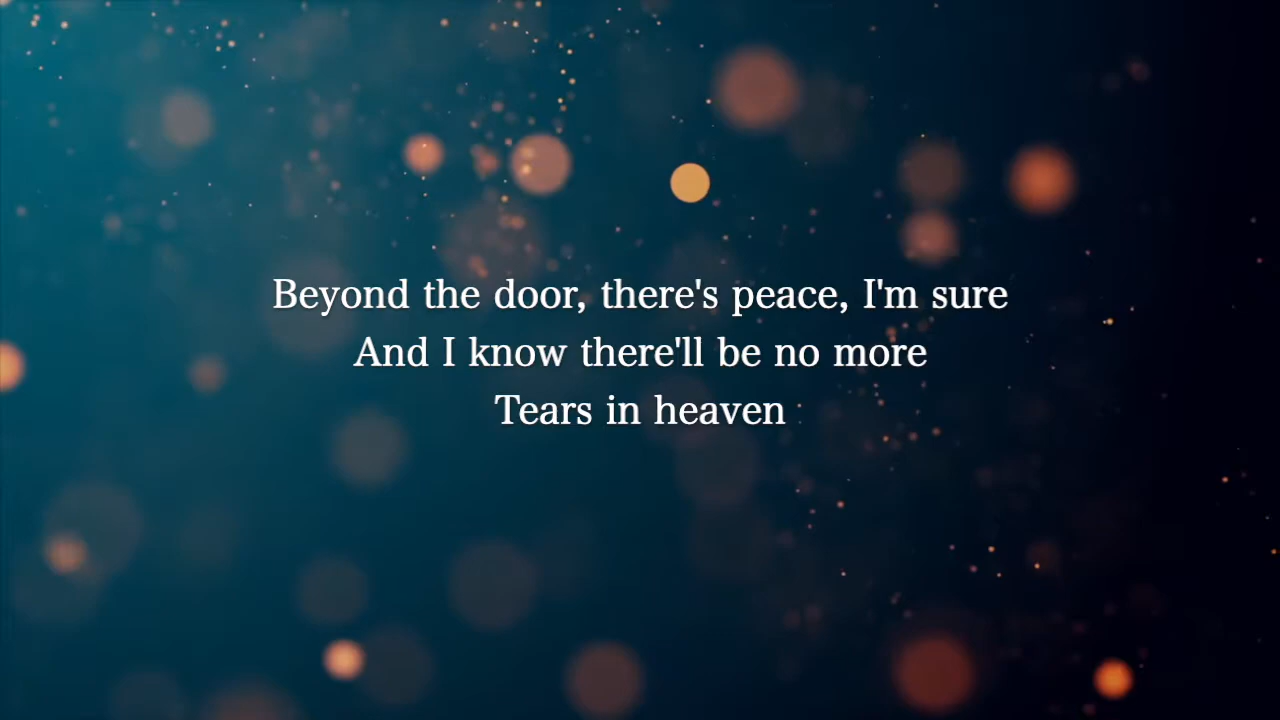 Beyond the door, there's peace, I'm sure
And I know there'll be no more
Tears in heaven